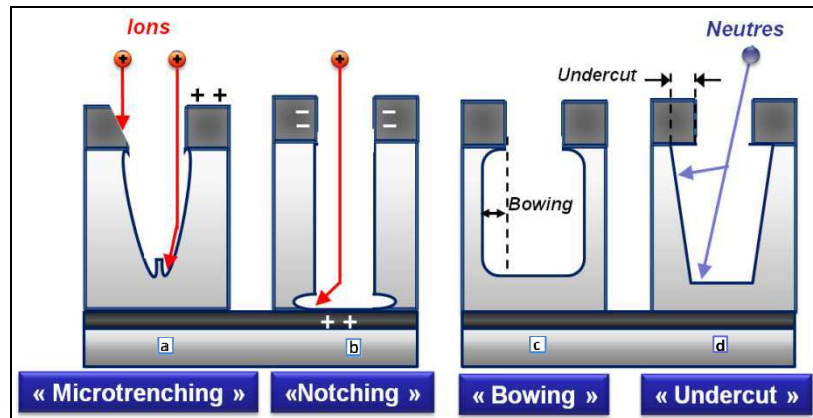 Ions
Neutres
Undercut
+ +
− −
− −
Bowing
+ +
a
b
c
d
« Microtrenching »
«Notching »
« Bowing »
« Undercut »